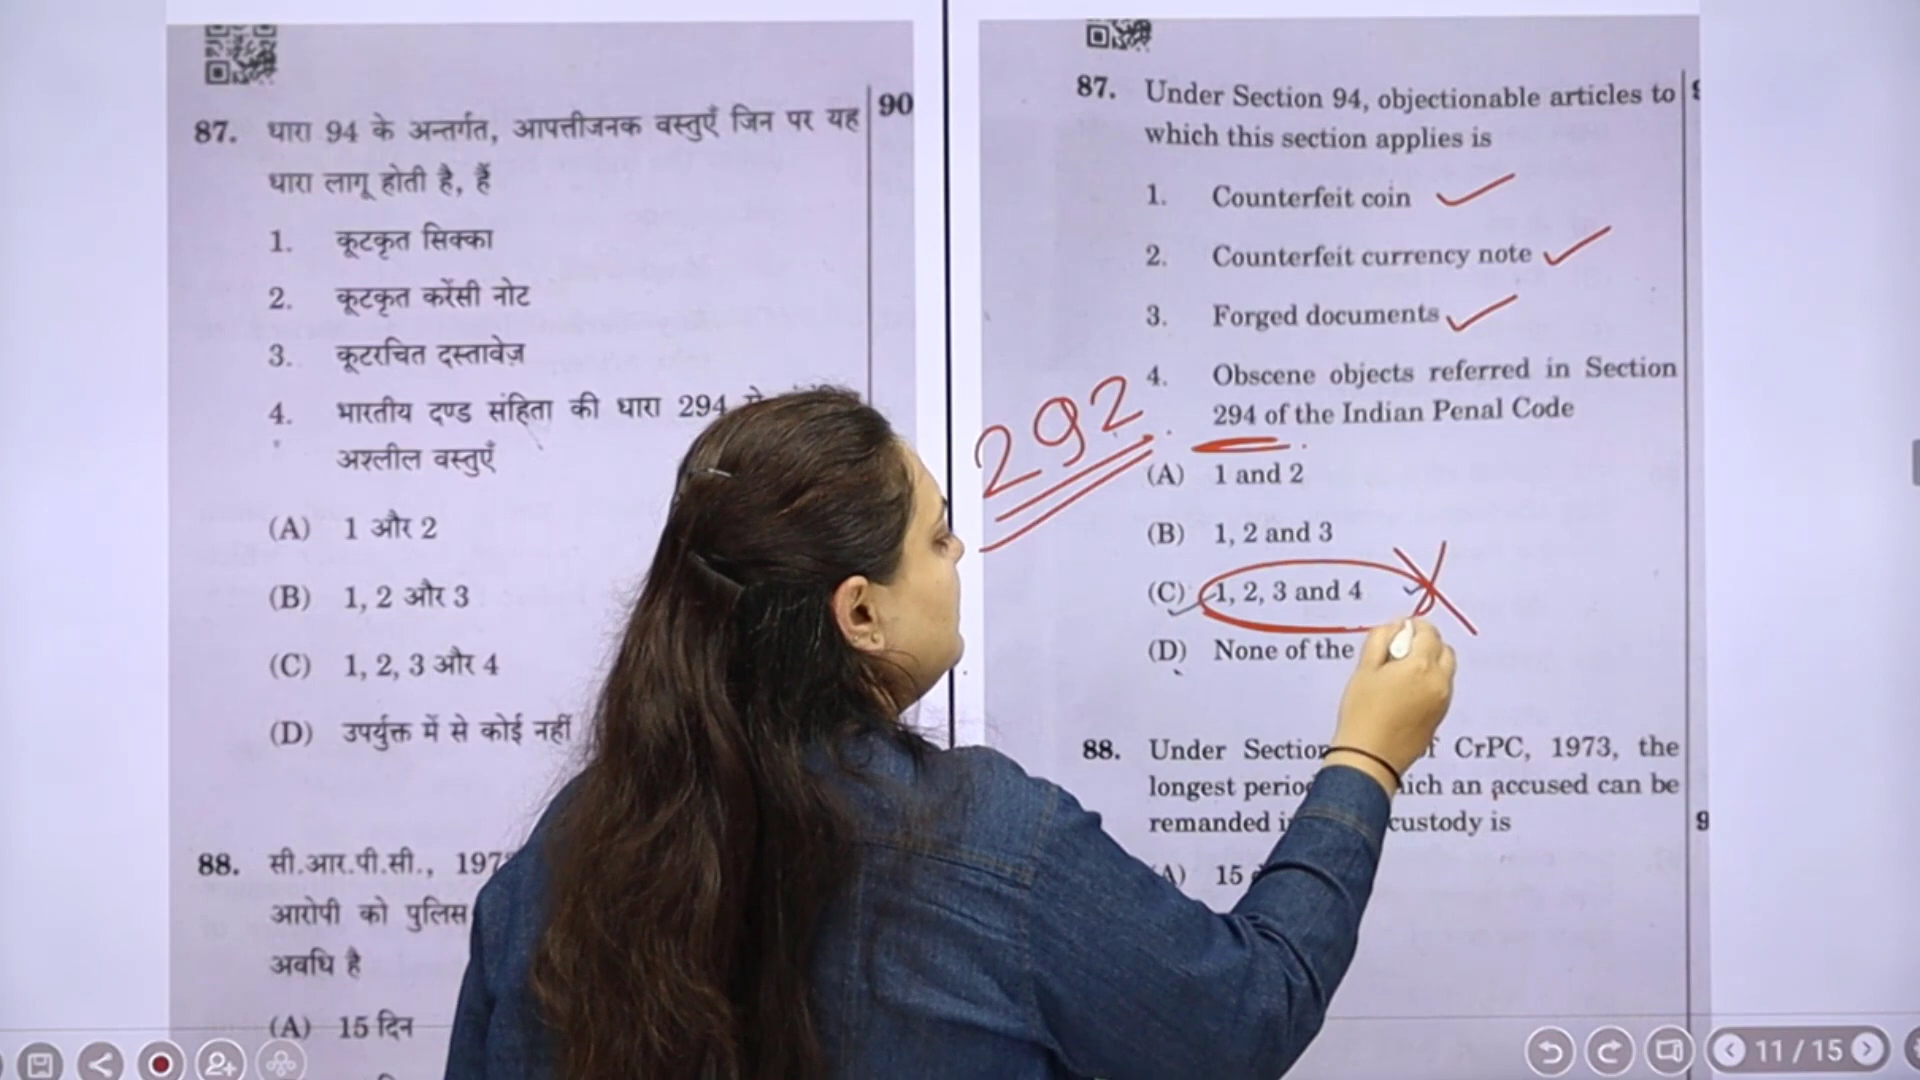 87. धारा 94 के अन्तर्गत, आपत्तीजनक वस्तुएँ जिन पर यह
धारा लागू होती है, हैं
1. कूटकृत सिक्का
2. कूटकृत करेंसी नोट
3. कूटरचित दस्तावेज़
4. भारतीय दण्ड संहिता की धारा 294
अश्लील वस्तुएँ
(A) 1 और 2
(B) 1, 2 और 3
(C) 1, 2, 3 और 4
(D) उपर्युक्त में से कोई नहीं
88. सी.आर.पी.सी.,
आरोपी को पुलिस
अवधि है
(A) 15 दिन
90
87. Under Section 94, objectionable articles to
which this section applies is
1. Counterfeit coin
2. Counterfeit currency note
3. Forged documents
4. Obscene objects referred in Section
294 of the Indian Penal Code
292
(A) 1 and 2
(B) 1, 2 and 3
(C) 1, 2, 3 and 4
(D) None of the
88. Under Section of CrPC, 1973, the
longest which an accused can be
remanded custody is
(A) 15
11 / 15